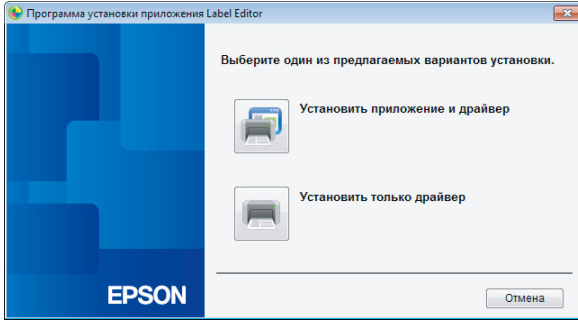 Программа установки приложения Label Editor
Выберите один из предлагаемых вариантов установки.
Установить приложение и драйвер
Установить только драйвер
EPSON
Отмена